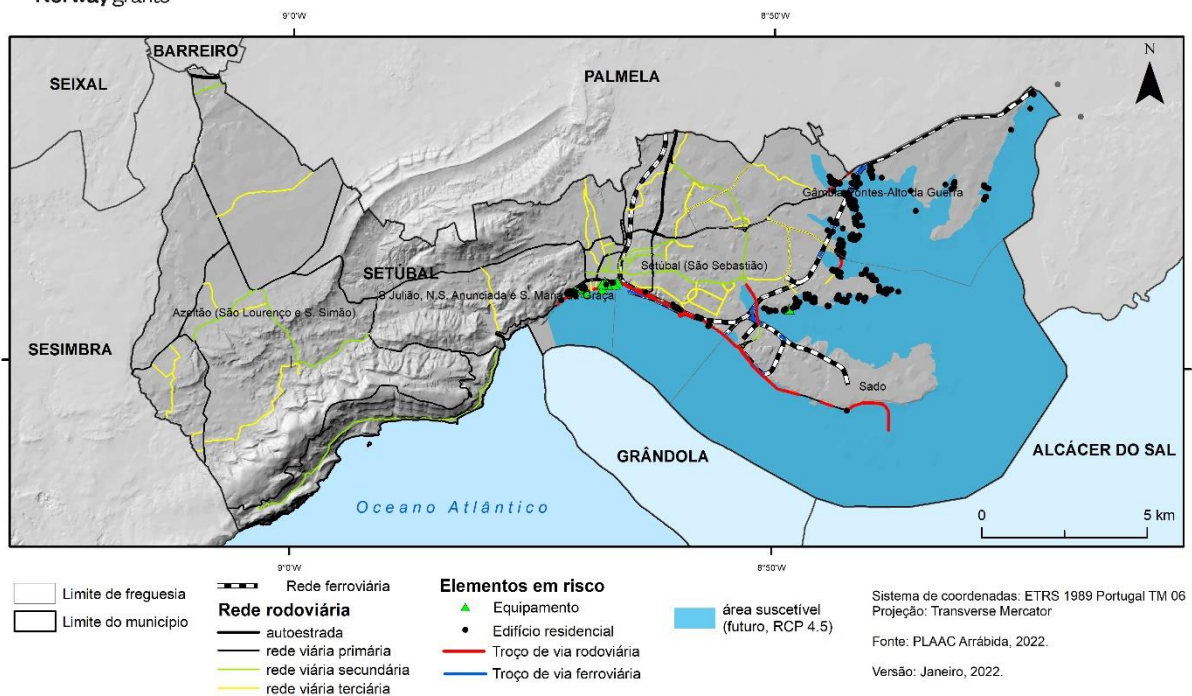 Norwaygrants
9°0'W 8°50'W
BARREIRO
SEIXAL
PALMELA
N
Gâmbia-Pontes-Alto da Guerra
SETÚBAL
Setúbal (São Sebastião)
S Julião, N.S. Anunciada e S. Maria da Graça
Azeitão (São Lourenço e S. Simão)
SESIMBRA
Sado
GRÂNDOLA
ALCÁCER DO SAL
Oceano Atlântico
0 5 km
9°0'W 8°50'W
Limite de freguesia
Limite do município
Rede ferroviária
Rede rodoviária
autoestrada
rede viária primária
rede viária secundária
rede viária terciária
Elementos em risco
Equipamento
Edifício residencial
Troço de via rodoviária
Troço de via ferroviária
área suscetível
(futuro, RCP 4.5)
Sistema de coordenadas: ETRS 1989 Portugal TM 06
Projeção: Transverse Mercator
Fonte: PLAAC Arrábida, 2022.
Versão: Janeiro, 2022.